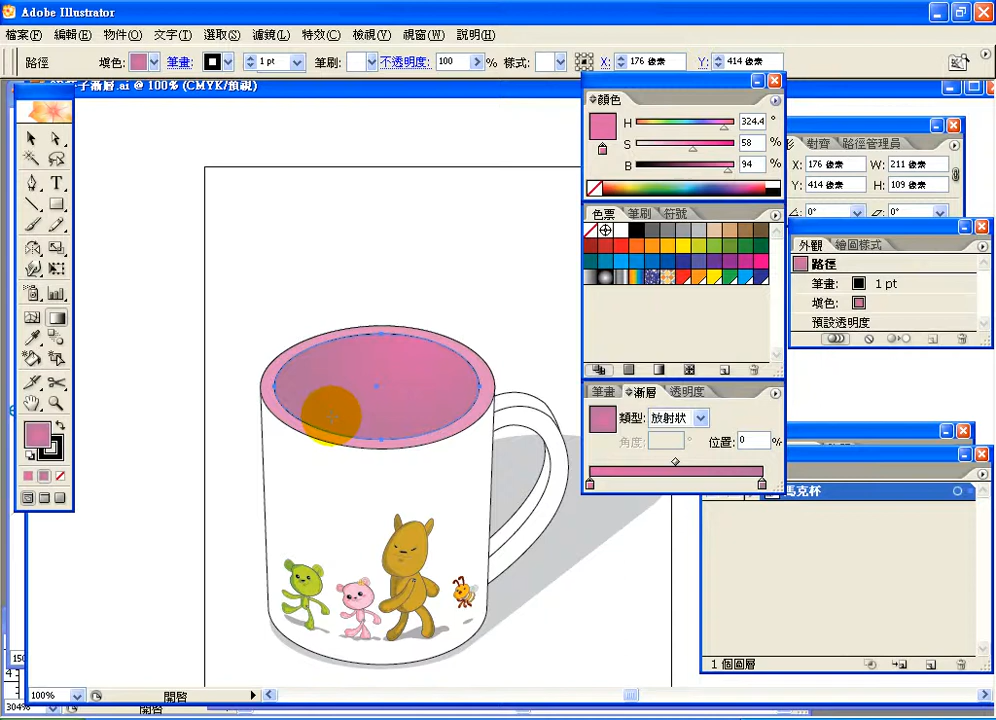 Adobe Illustrator
檔案(F) 編輯(E) 物件(O) 文字(T) 選取(S) 濾鏡(L) 特效(C) 檢視(V) 視窗(W) 說明(H)
路徑 填色: 筆畫: 1 pt 筆刷: 不透明度: 100 % 樣式: X: 176 像素 Y: 414 像素
子漸層.ai @ 100% (CMYK/預視)
顏色
H 324.4 °
S 58 %
B 94 %
色票 筆刷 符號
筆畫 漸層 透明度
類型: 放射狀
角度: ° 位置: 0 %
對齊 路徑管理員
X: 176 像素 W: 211 像素
Y: 414 像素 H: 109 像素
0° 0°
外觀 繪圖樣式
路徑
筆畫: 1 pt
填色:
預設透明度
馬克杯
1 個圖層
100% 開啓
304% 開啓